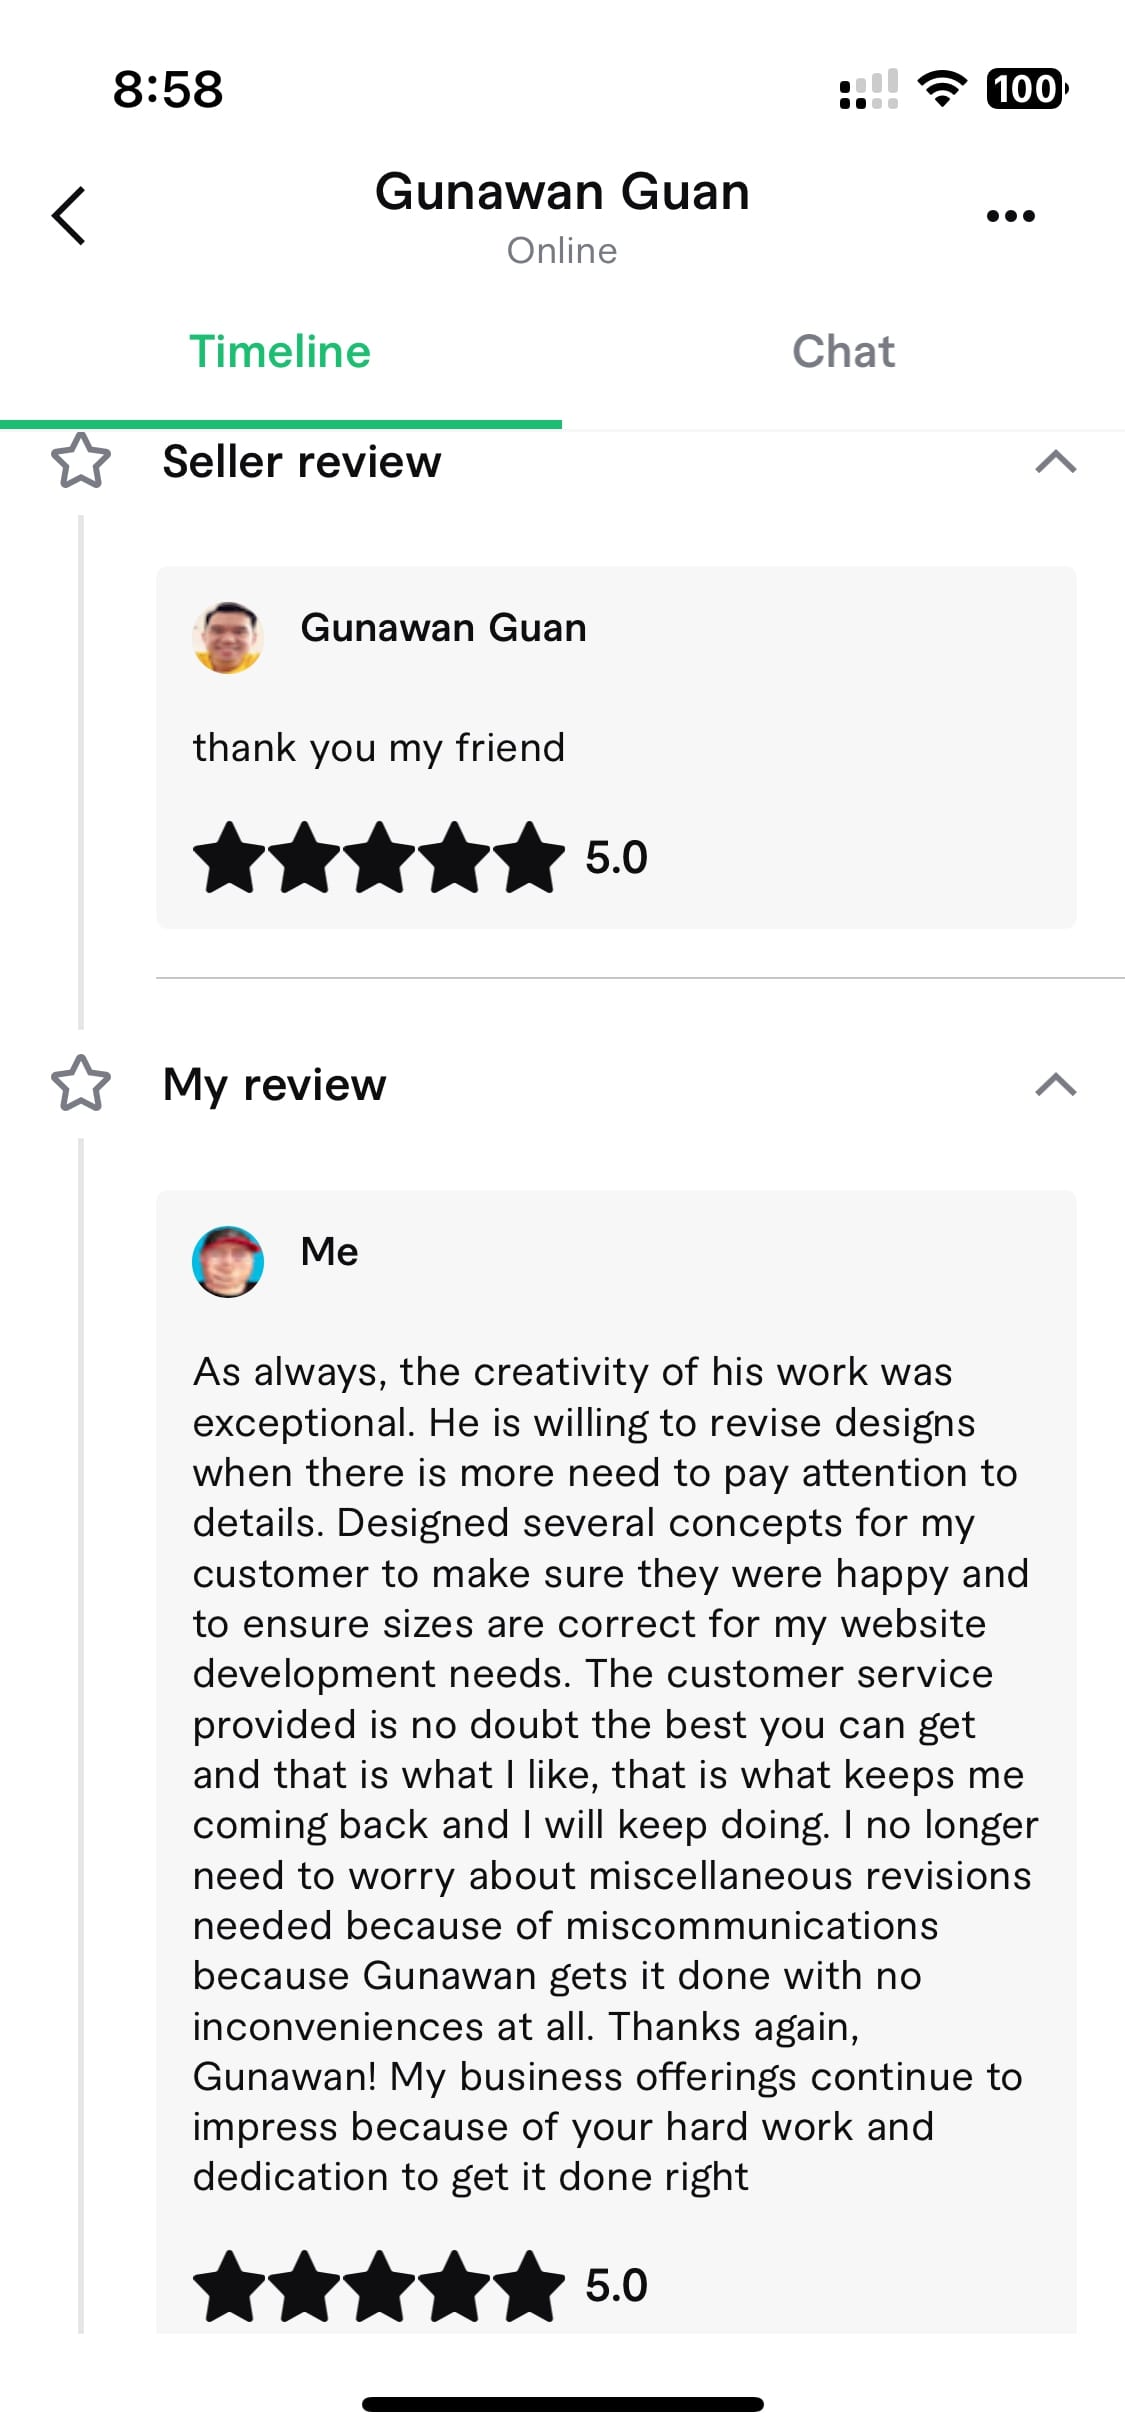 8:58
100
Gunawan Guan
Online
Timeline
Chat
Seller review
Gunawan Guan
thank you my friend
5.0
My review
Me
As always, the creativity of his work was
exceptional. He is willing to revise designs
when there is more need to pay attention to
details. Designed several concepts for my
customer to make sure they were happy and
to ensure sizes are correct for my website
development needs. The customer service
provided is no doubt the best you can get
and that is what I like, that is what keeps me
coming back and I will keep doing. I no longer
need to worry about miscellaneous revisions
needed because of miscommunications
because Gunawan gets it done with no
inconveniences at all. Thanks again,
Gunawan! My business offerings continue to
impress because of your hard work and
dedication to get it done right
5.0